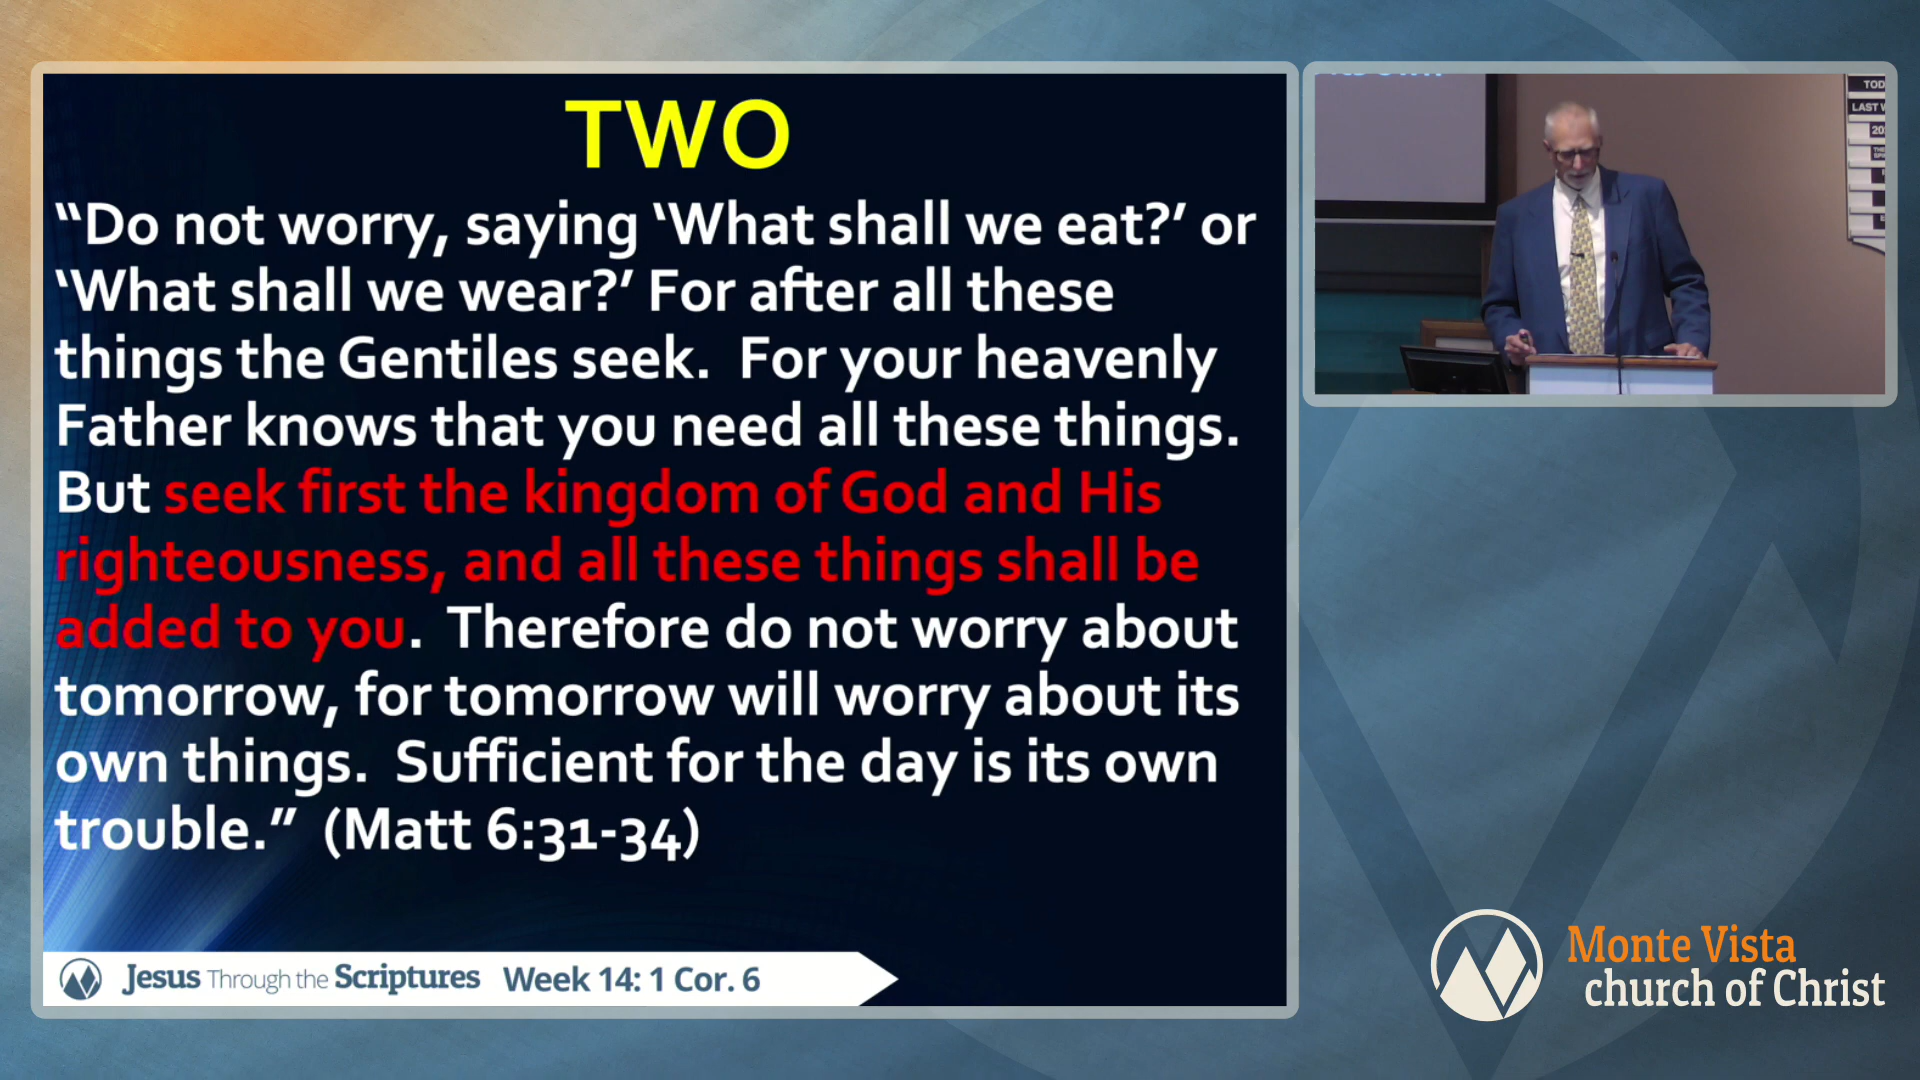 TWO
“Do not worry, saying ‘What shall we eat?’ or
‘What shall we wear?’ For after all these
things the Gentiles seek.  For your heavenly
Father knows that you need all these things.
But seek first the kingdom of God and His
righteousness, and all these things shall be
added to you.  Therefore do not worry about
tomorrow, for tomorrow will worry about its
own things.  Sufficient for the day is its own
trouble.”  (Matt 6:31-34)
Jesus Through the Scriptures Week 14: 1 Cor. 6
LAST
Monte Vista
church of Christ